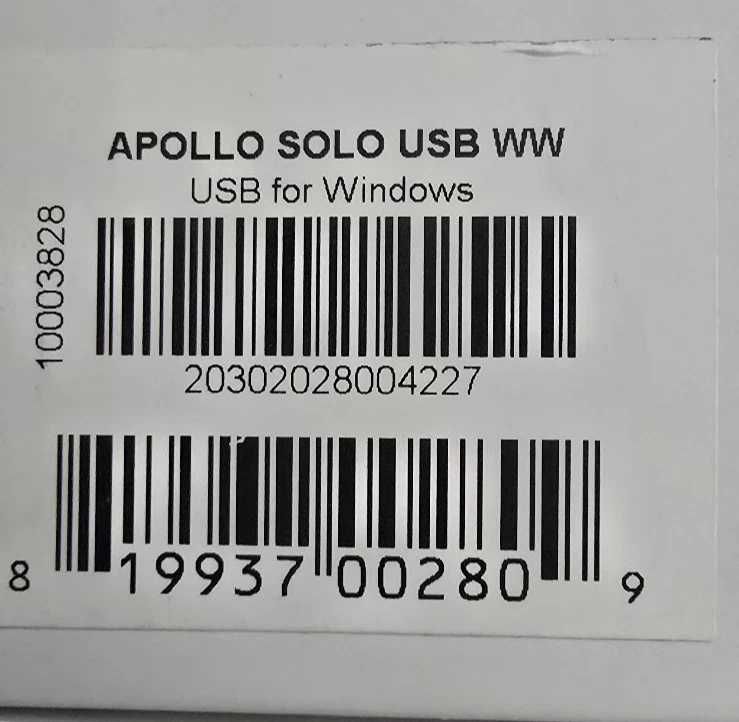 APOLLO SOLO USB WW
USB for Windows
10003828
20302028004227
8 19937 00280 9